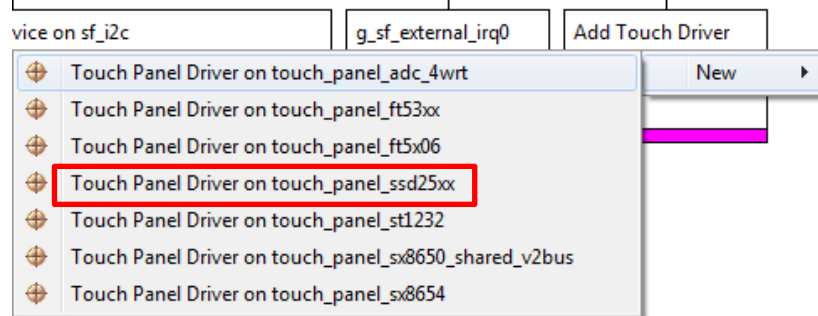 vice on sf_i2c
g_sf_external_irq0
Add Touch Driver
Touch Panel Driver on touch_panel_adc_4wrt
New
Touch Panel Driver on touch_panel_ft53xx
Touch Panel Driver on touch_panel_ft5x06
Touch Panel Driver on touch_panel_ssd25xx
Touch Panel Driver on touch_panel_st1232
Touch Panel Driver on touch_panel_sx8650_shared_v2bus
Touch Panel Driver on touch_panel_sx8654